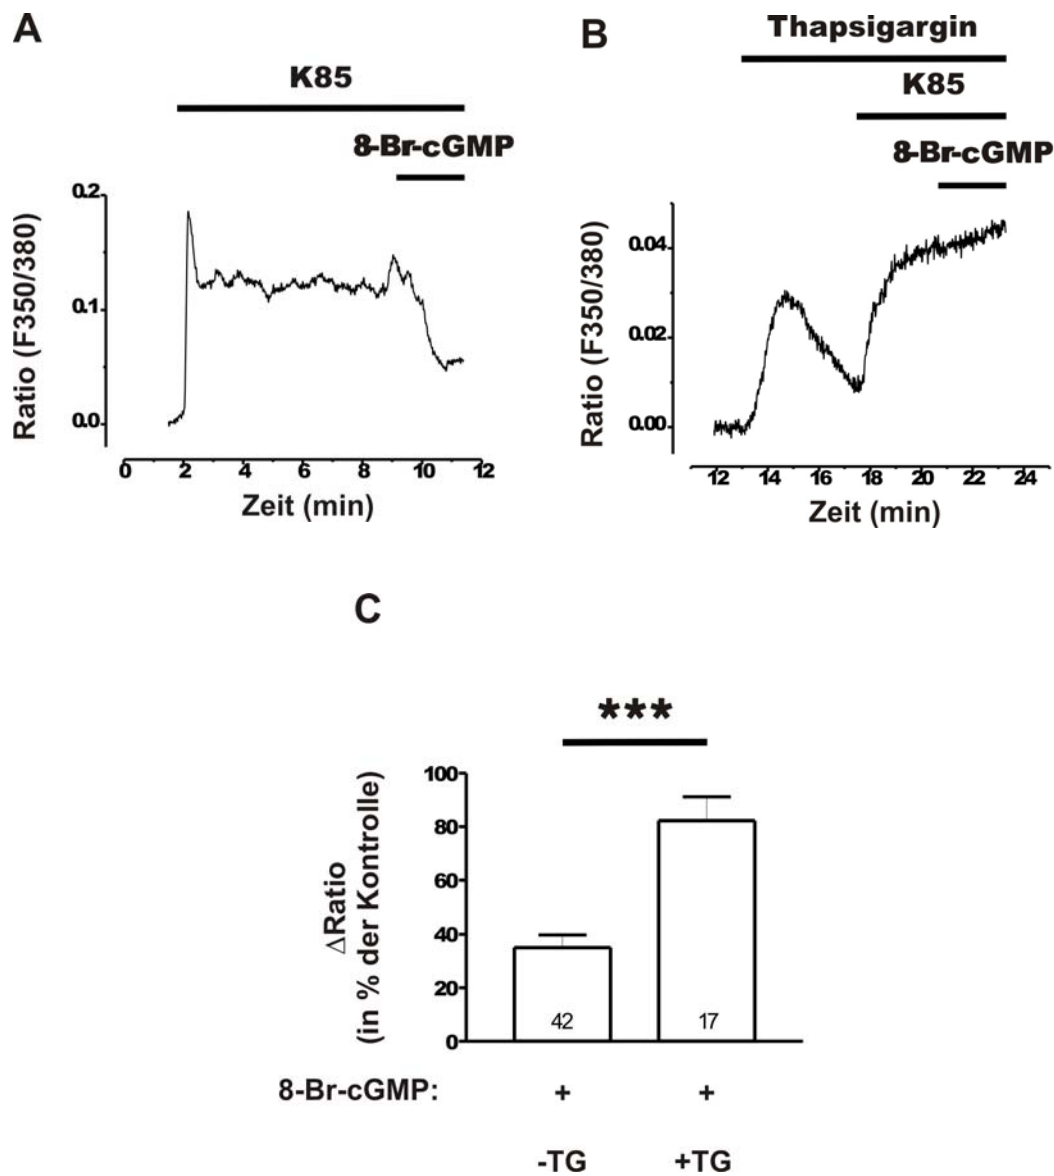 A
K85
8-Br-cGMP
0.2
0.1
0.0
Ratio (F350/380)
0 2 4 6 8 10 12
Zeit (min)
B
Thapsigargin
K85
8-Br-cGMP
0.04
0.02
0.00
Ratio (F350/380)
12 14 16 18 20 22 24
Zeit (min)
C
***
100
80
60
40
20
0
ΔRatio
(in % der Kontrolle)
42 17
8-Br-cGMP: + +
-TG +TG